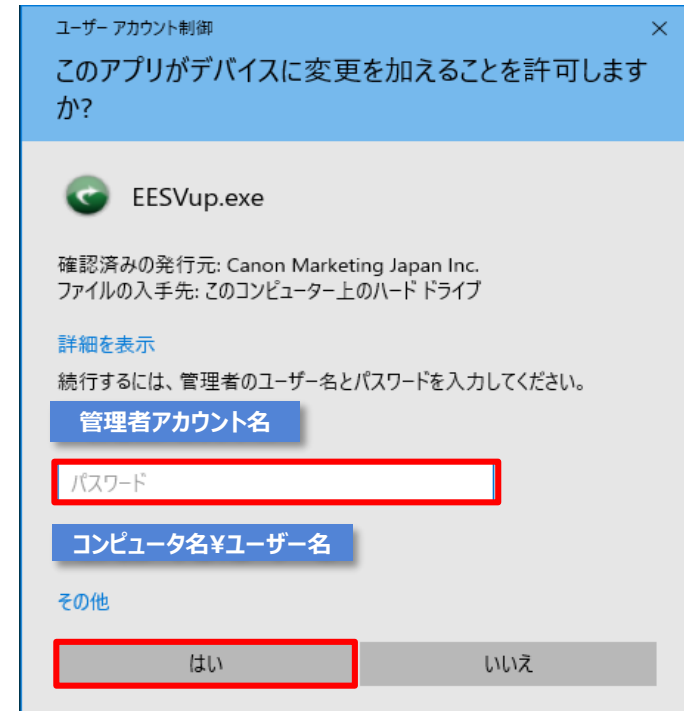 ユーザー アカウント制御
このアプリがデバイスに変更を加えることを許可します
か?
EESVup.exe
確認済みの発行元: Canon Marketing Japan Inc.
ファイルの入手先: このコンピューター上のハード ドライブ
詳細を表示
続行するには、管理者のユーザー名とパスワードを入力してください。
管理者アカウント名
パスワード
コンピュータ名¥ユーザー名
その他
はい
いいえ